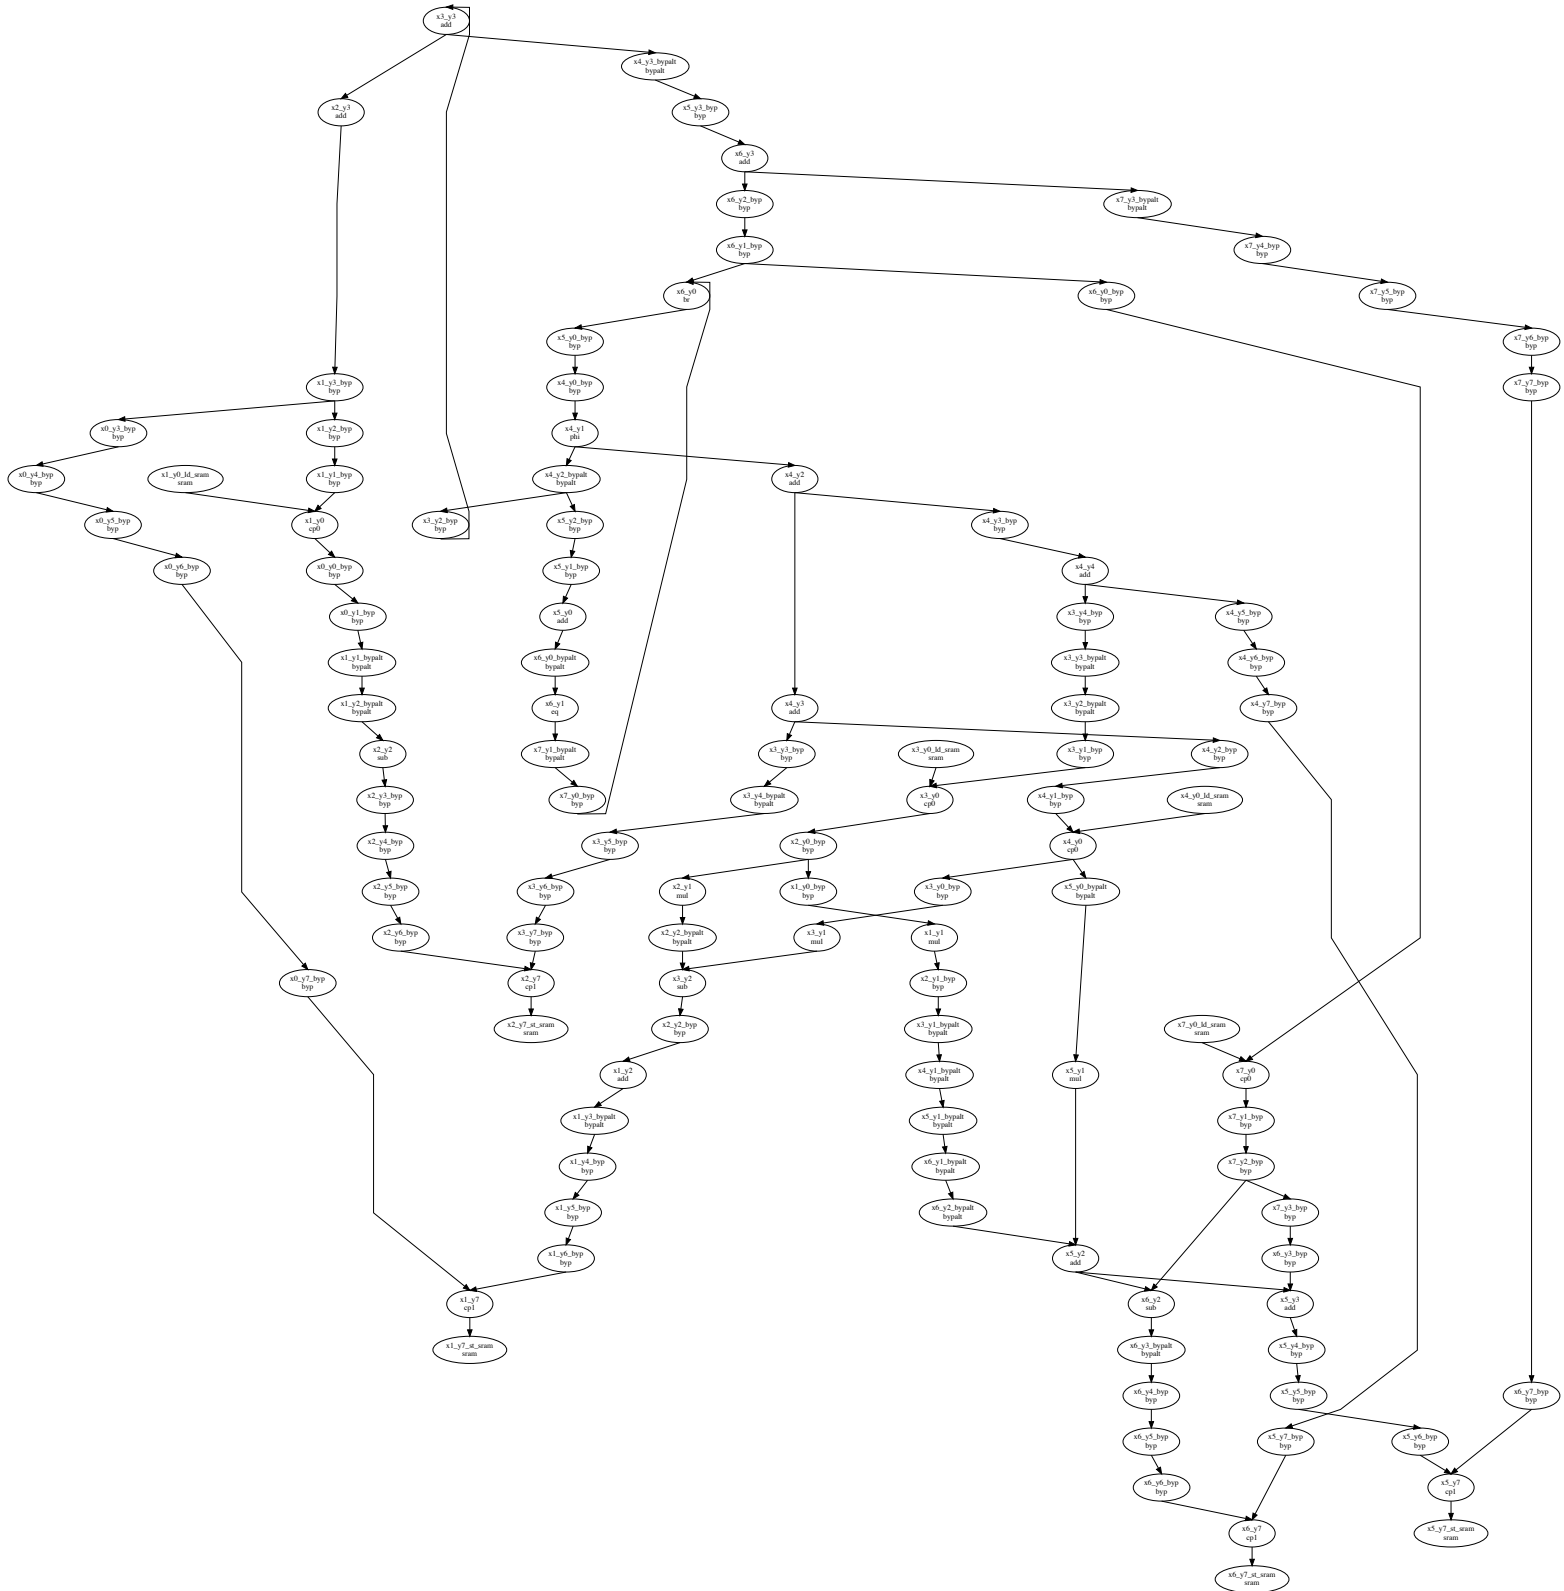 x3_y3
add
x4_y3_bypalt
bypalt
x2_y3
add
x5_y3_byp
byp
x6_y3
add
x6_y2_byp
byp
x7_y3_bypalt
bypalt
x6_y1_byp
byp
x7_y4_byp
byp
x6_y0
br
x6_y0_byp
byp
x7_y5_byp
byp
x5_y0_byp
byp
x7_y6_byp
byp
x1_y3_byp
byp
x4_y0_byp
byp
x7_y7_byp
byp
x0_y3_byp
byp
x1_y2_byp
byp
x4_y1
phi
x0_y4_byp
byp
x1_y0_ld_sram
sram
x1_y1_byp
byp
x4_y2_bypalt
bypalt
x4_y2
add
x0_y5_byp
byp
x1_y0
cp0
x3_y2_byp
byp
x5_y2_byp
byp
x4_y3_byp
byp
x0_y6_byp
byp
x0_y0_byp
byp
x5_y1_byp
byp
x4_y4
add
x0_y1_byp
byp
x5_y0
add
x3_y4_byp
byp
x4_y5_byp
byp
x1_y1_bypalt
bypalt
x6_y0_bypalt
bypalt
x3_y3_bypalt
bypalt
x4_y6_byp
byp
x1_y2_bypalt
bypalt
x6_y1
eq
x4_y3
add
x3_y2_bypalt
bypalt
x4_y7_byp
byp
x2_y2
sub
x7_y1_bypalt
bypalt
x3_y3_byp
byp
x3_y0_ld_sram
sram
x3_y1_byp
byp
x4_y2_byp
byp
x2_y3_byp
byp
x7_y0_byp
byp
x3_y4_bypalt
bypalt
x3_y0
cp0
x4_y1_byp
byp
x4_y0_ld_sram
sram
x2_y4_byp
byp
x3_y5_byp
byp
x2_y0_byp
byp
x4_y0
cp0
x2_y5_byp
byp
x3_y6_byp
byp
x2_y1
mul
x1_y0_byp
byp
x3_y0_byp
byp
x5_y0_bypalt
bypalt
x2_y6_byp
byp
x3_y7_byp
byp
x2_y2_bypalt
bypalt
x3_y1
mul
x1_y1
mul
x0_y7_byp
byp
x2_y7
cp1
x3_y2
sub
x2_y1_byp
byp
x2_y7_st_sram
sram
x2_y2_byp
byp
x3_y1_bypalt
bypalt
x7_y0_ld_sram
sram
x1_y2
add
x4_y1_bypalt
bypalt
x5_y1
mul
x7_y0
cp0
x1_y3_bypalt
bypalt
x5_y1_bypalt
bypalt
x7_y1_byp
byp
x1_y4_byp
byp
x6_y1_bypalt
bypalt
x7_y2_byp
byp
x1_y5_byp
byp
x6_y2_bypalt
bypalt
x7_y3_byp
byp
x1_y6_byp
byp
x5_y2
add
x6_y3_byp
byp
x1_y7
cp1
x6_y2
sub
x5_y3
add
x1_y7_st_sram
sram
x6_y3_bypalt
bypalt
x5_y4_byp
byp
x6_y4_byp
byp
x5_y5_byp
byp
x6_y7_byp
byp
x6_y5_byp
byp
x5_y7_byp
byp
x5_y6_byp
byp
x6_y6_byp
byp
x5_y7
cp1
x6_y7
cp1
x5_y7_st_sram
sram
x6_y7_st_sram
sram